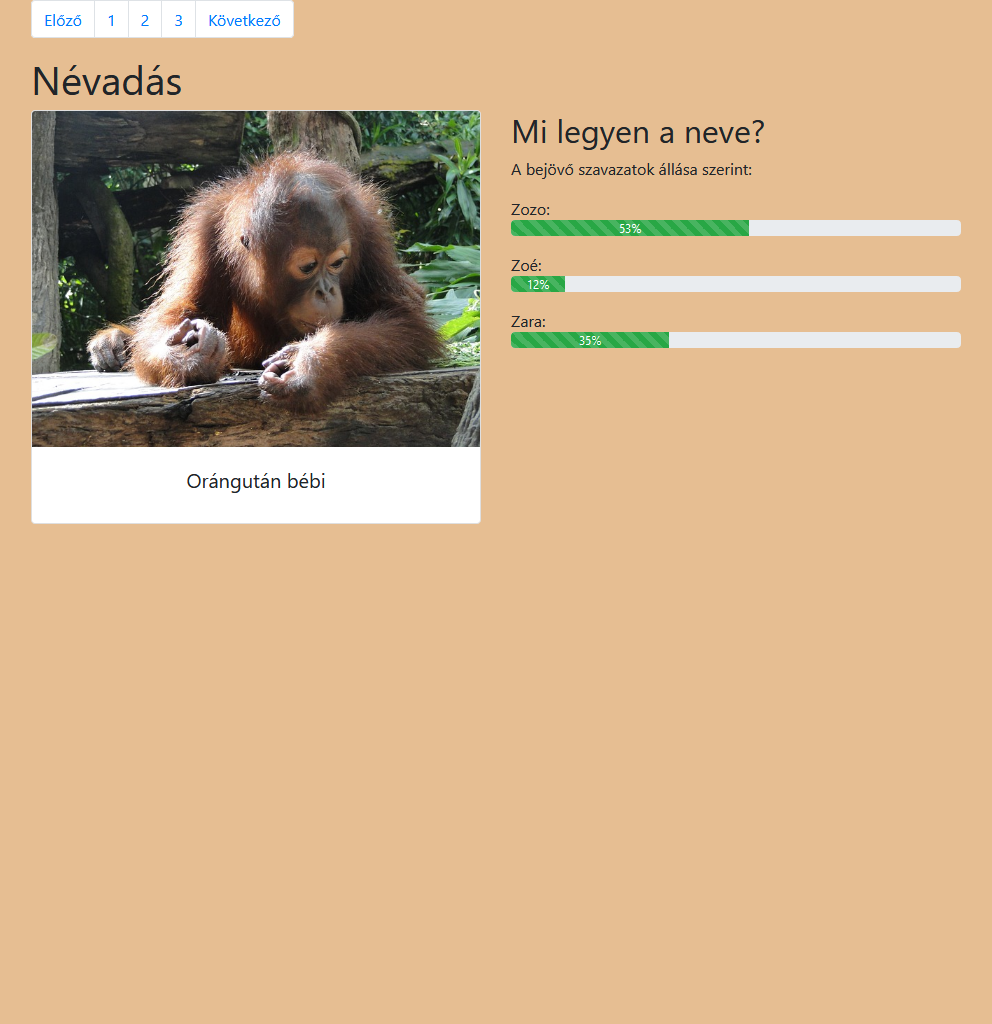 Előző 1 2 3 Következő
Névadás
Orángután bébi
Mi legyen a neve?
A bejövő szavazatok állása szerint:
Zozo:
53%
Zoé:
12%
Zara:
35%